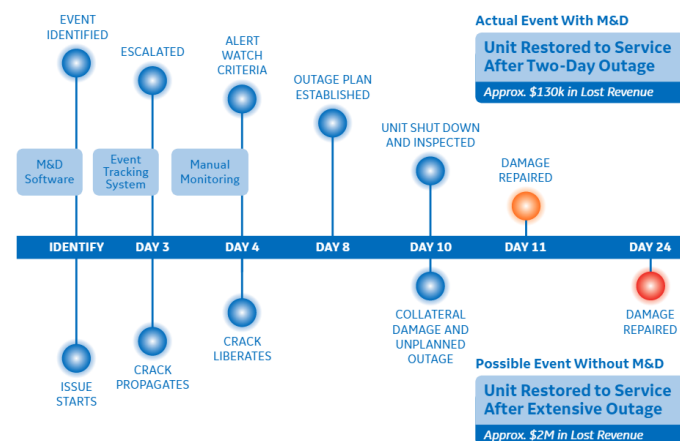 EVENT
IDENTIFIED
ESCALATED
ALERT
WATCH
CRITERIA
OUTAGE PLAN
ESTABLISHED
UNIT SHUT DOWN
AND INSPECTED
DAMAGE
REPAIRED
Actual Event With M&D
Unit Restored to Service
After Two-Day Outage
Approx. $130k in Lost Revenue
M&D
Software
Event
Tracking
System
Manual
Monitoring
IDENTIFY
DAY 3
DAY 4
DAY 8
DAY 10
DAY 11
DAY 24
ISSUE
STARTS
CRACK
PROPAGATES
CRACK
LIBERATES
COLLATERAL
DAMAGE AND
UNPLANNED
OUTAGE
DAMAGE
REPAIRED
Possible Event Without M&D
Unit Restored to Service
After Extensive Outage
Approx. $2M in Lost Revenue